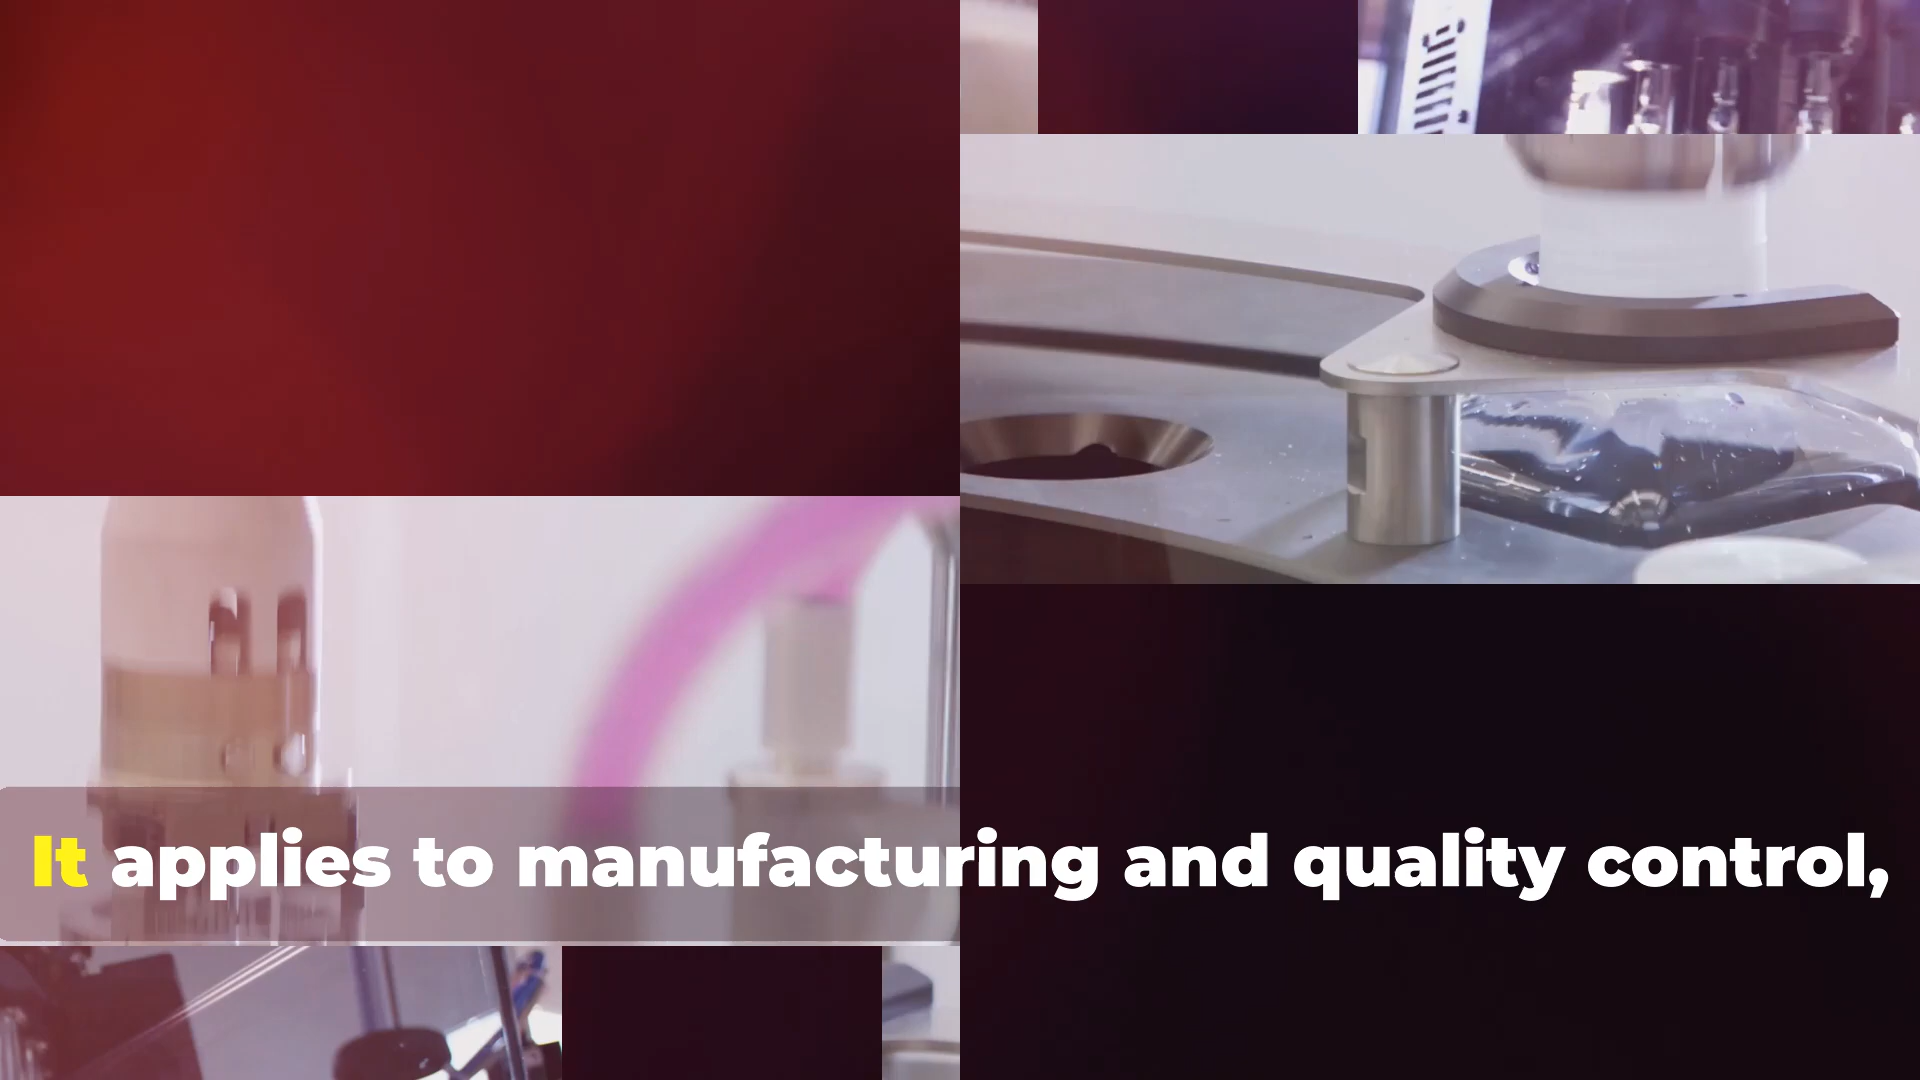 It applies to manufacturing and quality control,